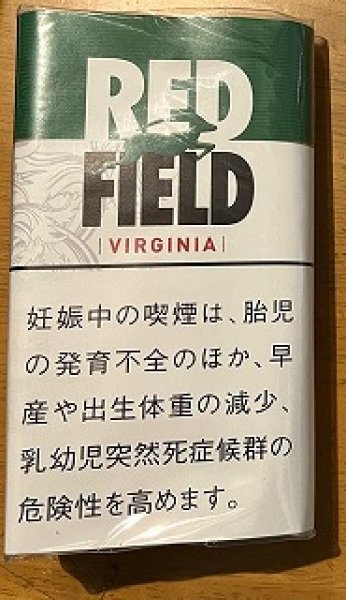 RED
FIELD
VIRGINIA
妊娠中の喫煙は、胎児
の発育不全のほか、早
産や出生体重の減少、
乳幼児突然死症候群の
危険性を高めます。